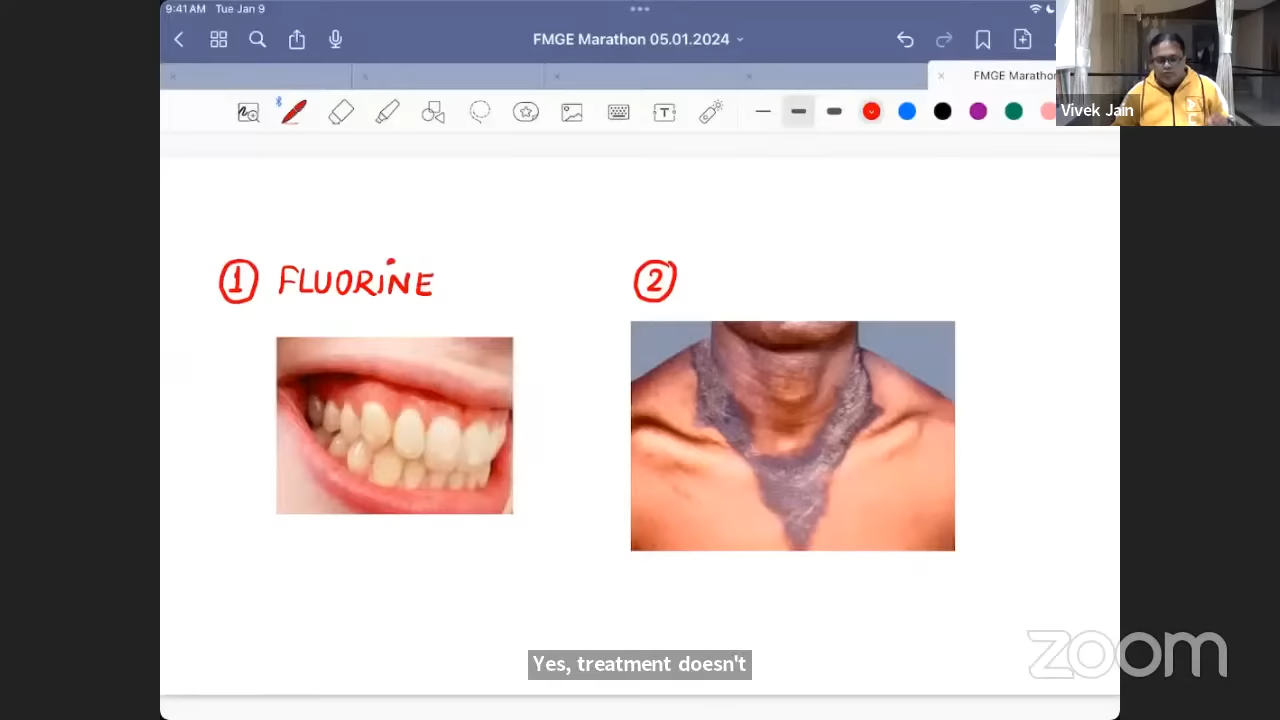 9:41 AM Tue Jan 9
FMGE Marathon 05.01.2024
FMGE Marathon
T
Vivek Jain
1 FLUORINE
2
Yes, treatment doesn't
zoom